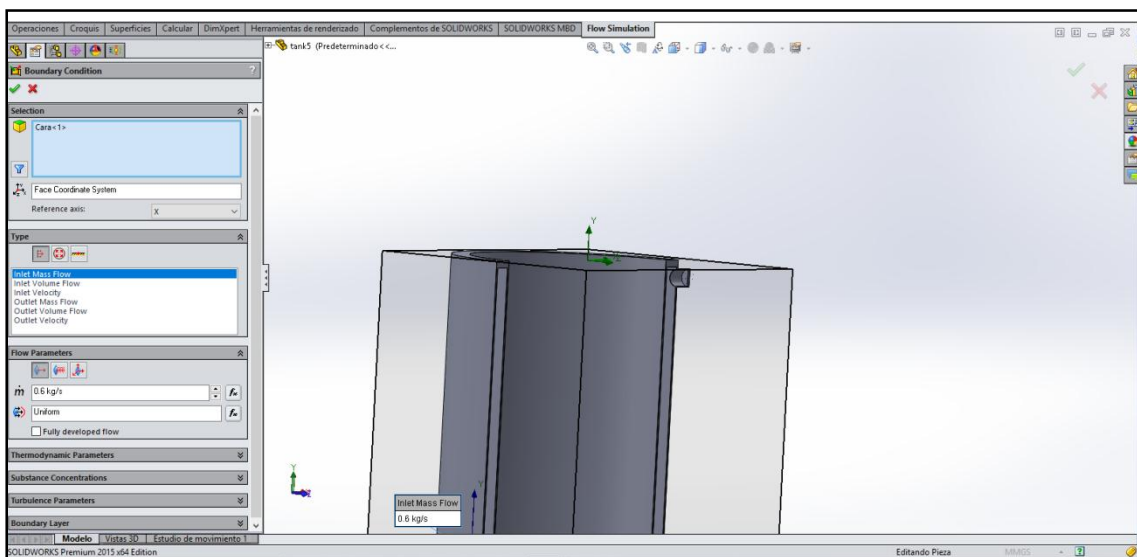 Operaciones Croquis Superficies Calcular DimXpert Herramientas de renderizado Complementos de SOLIDWORKS SOLIDWORKS MBD Flow Simulation
tank5 (Predeterminado<<...
Boundary Condition ?
Selection
Cara<1>
Face Coordinate System
Reference axis: X
Type
Inlet Mass Flow
Inlet Volume Flow
Inlet Velocity
Outlet Mass Flow
Outlet Volume Flow
Outlet Velocity
Flow Parameters
ṁ 0.6 kg/s
Uniform
Fully developed flow
Thermodynamic Parameters
Substance Concentrations
Turbulence Parameters
Boundary Layer
Y
Y
Y
Inlet Mass Flow
0.6 kg/s
Modelo Vistas 3D Estudio de movimiento 1
SOLIDWORKS Premium 2015 x64 Edition Editando Pieza MMGS